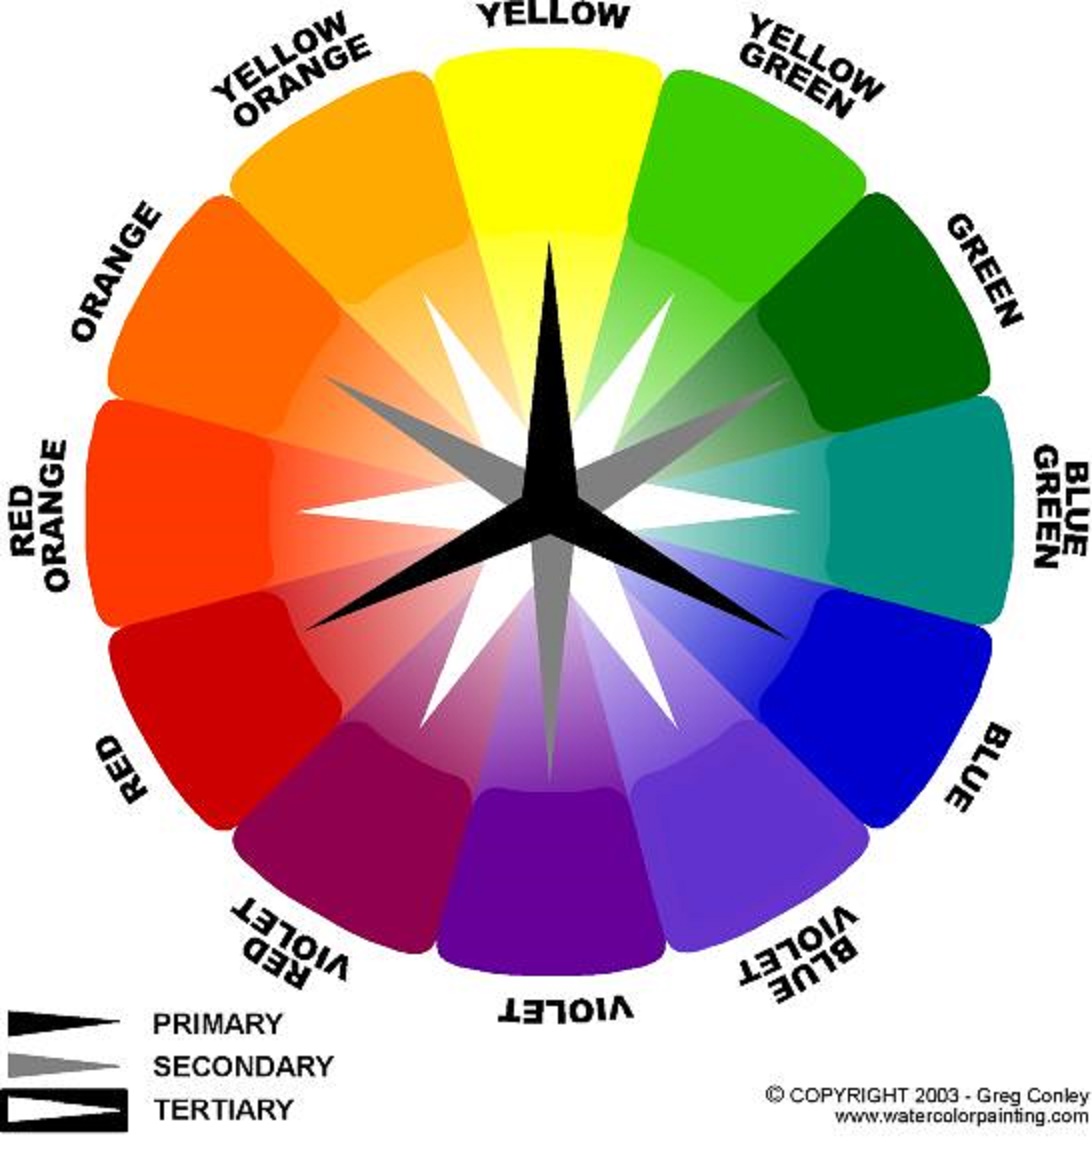 YELLOW
YELLOW
GREEN
GREEN
BLUE
GREEN
BLUE
BLUE
VIOLET
VIOLET
RED
VIOLET
RED
RED
ORANGE
ORANGE
YELLOW
ORANGE
PRIMARY
SECONDARY
TERTIARY
© COPYRIGHT 2003 - Greg Conley
www.watercolorpainting.com